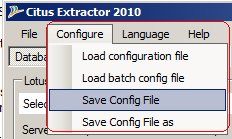 Citus Extractor 2010
File Configure Language Help
Load configuration file
Load batch config file
Save Config File
Save Config File as
Databa
Lotus
Selec
Serve